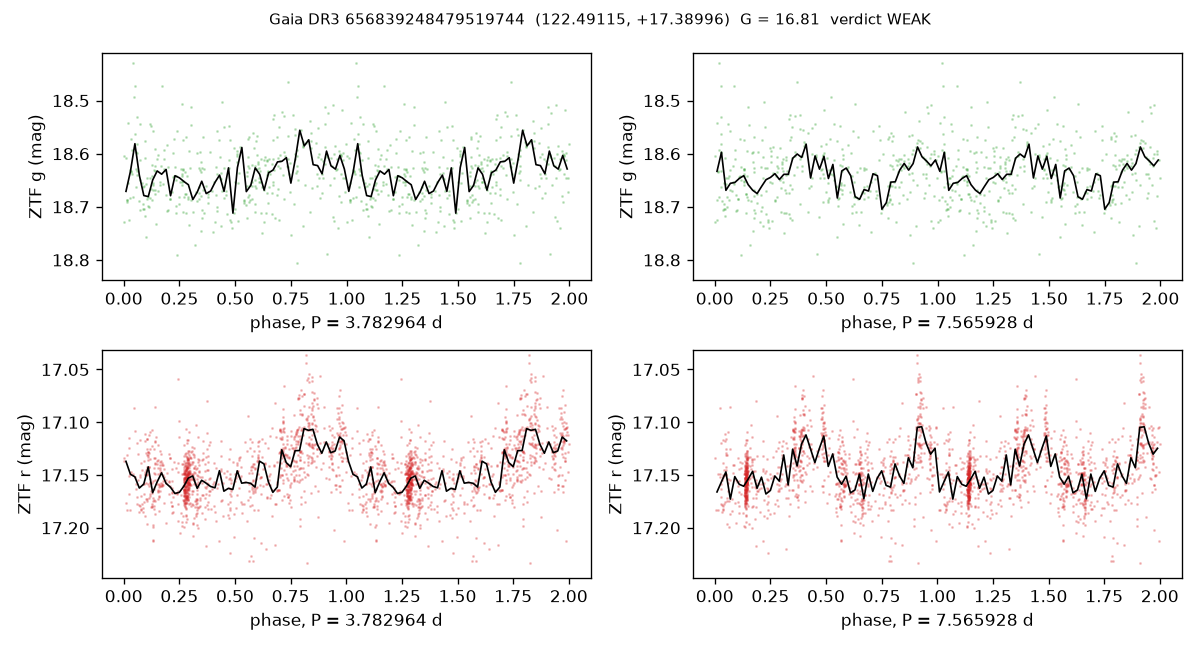 Gaia DR3 656839248479519744  (122.49115, +17.38996)  G = 16.81  verdict WEAK
ZTF g (mag)
18.5
18.6
18.7
18.8
0.00 0.25 0.50 0.75 1.00 1.25 1.50 1.75 2.00
phase, P = 3.782964 d
ZTF g (mag)
18.5
18.6
18.7
18.8
0.00 0.25 0.50 0.75 1.00 1.25 1.50 1.75 2.00
phase, P = 7.565928 d
ZTF r (mag)
17.05
17.10
17.15
17.20
0.00 0.25 0.50 0.75 1.00 1.25 1.50 1.75 2.00
phase, P = 3.782964 d
ZTF r (mag)
17.05
17.10
17.15
17.20
0.00 0.25 0.50 0.75 1.00 1.25 1.50 1.75 2.00
phase, P = 7.565928 d